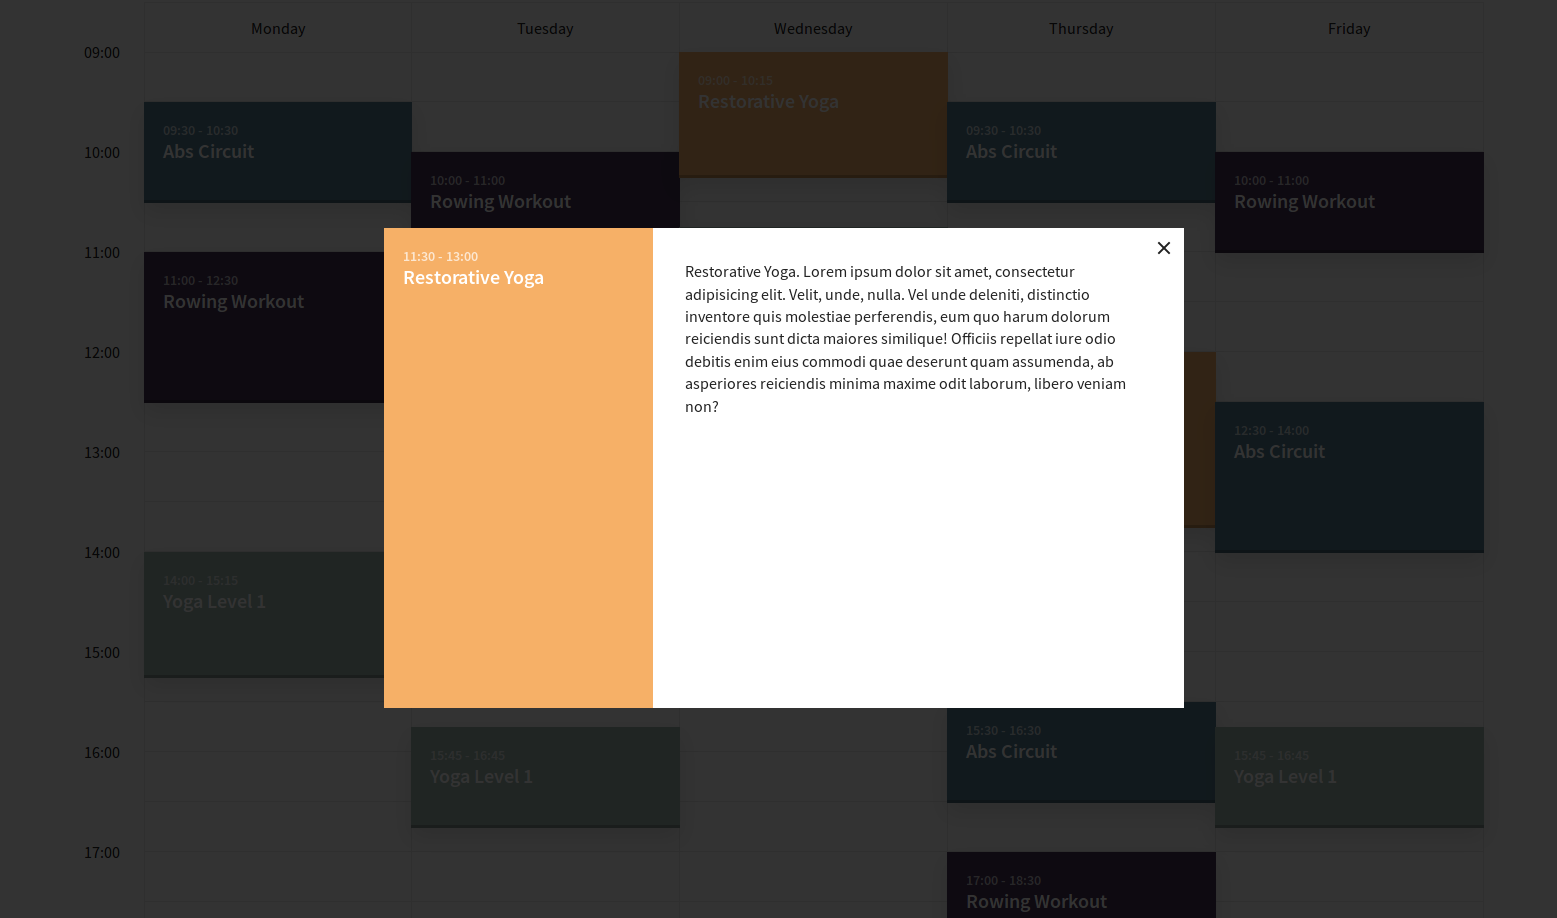 Monday
Tuesday
Wednesday
Thursday
Friday
09:00
10:00
11:00
12:00
13:00
14:00
15:00
16:00
17:00
09:30 - 10:30
Abs Circuit
11:00 - 12:30
Rowing Workout
14:00 - 15:15
Yoga Level 1
10:00 - 11:00
Rowing Workout
15:45 - 16:45
Yoga Level 1
09:00 - 10:15
Restorative Yoga
09:30 - 10:30
Abs Circuit
15:30 - 16:30
Abs Circuit
17:00 - 18:30
Rowing Workout
10:00 - 11:00
Rowing Workout
12:30 - 14:00
Abs Circuit
15:45 - 16:45
Yoga Level 1
11:30 - 13:00
Restorative Yoga
Restorative Yoga. Lorem ipsum dolor sit amet, consectetur
adipisicing elit. Velit, unde, nulla. Vel unde deleniti, distinctio
inventore quis molestiae perferendis, eum quo harum dolorum
reiciendis sunt dicta maiores similique! Officiis repellat iure odio
debitis enim eius commodi quae deserunt quam assumenda, ab
asperiores reiciendis minima maxime odit laborum, libero veniam
non?